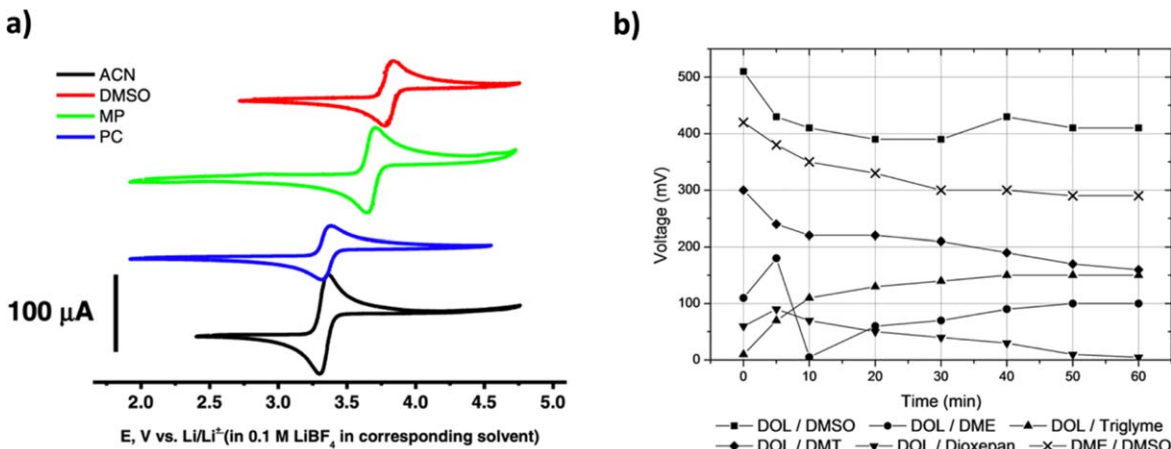 a)
ACN
DMSO
MP
PC
100 µA
2.0 2.5 3.0 3.5 4.0 4.5 5.0
E, V vs. Li/Li± (in 0.1 M LiBF4 in corresponding solvent)
b)
Voltage (mV)
500
400
300
200
100
0
0 10 20 30 40 50 60
Time (min)
DOL / DMSO DOL / DME DOL / Triglyme
DOL / DMT DOL / Dioxepan DME / DMSO